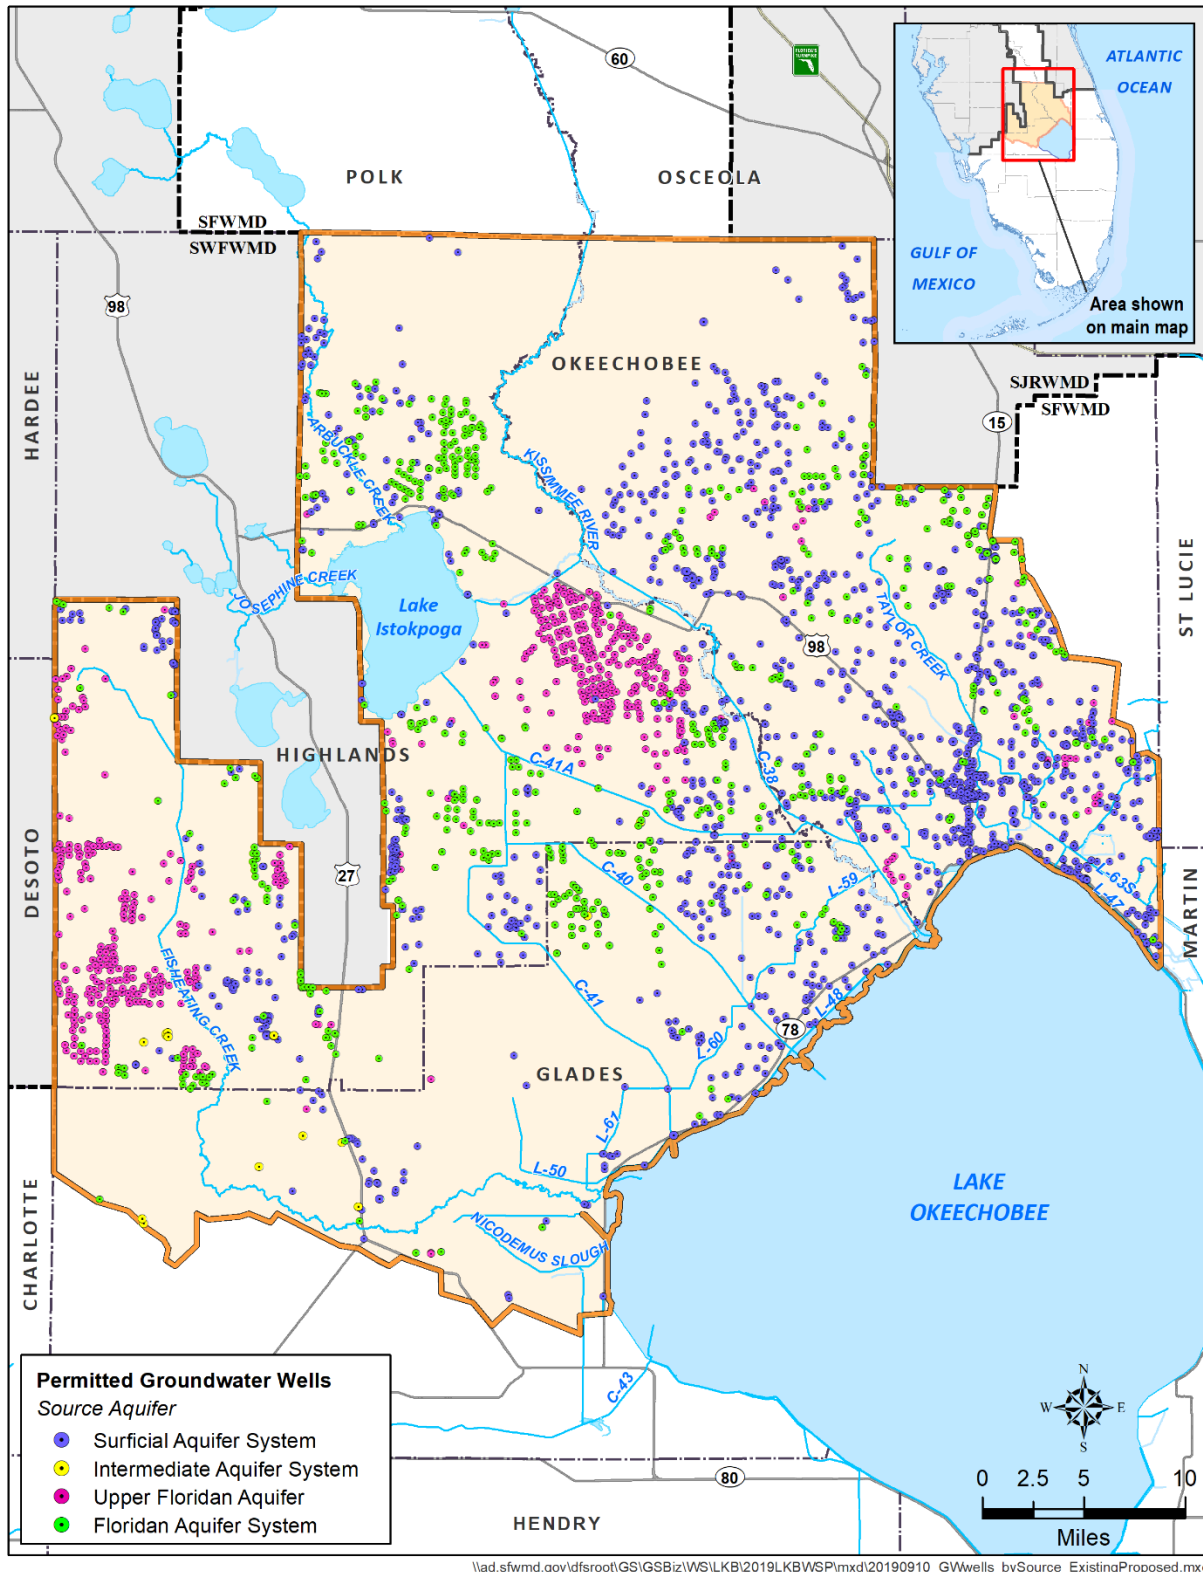 60
FLORIDA'S
TURNPIKE
ATLANTIC
OCEAN
POLK
OSCEOLA
SFWMD
SWFWMD
GULF OF
MEXICO
Area shown
on main map
98
OKEECHOBEE
HARDEE
SJRWMD
SFWMD
15
ARBUCKLE CREEK
KISSIMMEE RIVER
JOSEPHINE CREEK
Lake
Istokpoga
TAYLOR CREEK
ST LUCIE
98
HIGHLANDS
C-41A
C-38
DESOTO
27
C-40
L-59
L-63S
L-47
MARTIN
FISHEATING CREEK
C-41
L-48
78
L-60
GLADES
L-61
L-50
LAKE
OKEECHOBEE
CHARLOTTE
NICODEMUS SLOUGH
C-43
Permitted Groundwater Wells
Source Aquifer
Surficial Aquifer System
Intermediate Aquifer System
Upper Floridan Aquifer
Floridan Aquifer System
N
W E
S
80
0 2.5 5 10
Miles
HENDRY
\\ad.sfwmd.gov\dfsroot\GS\GSBiz\WS\LKB\2019LKBWSP\mxd\20190910_GWwells_bySource_ExistingProposed.mxd